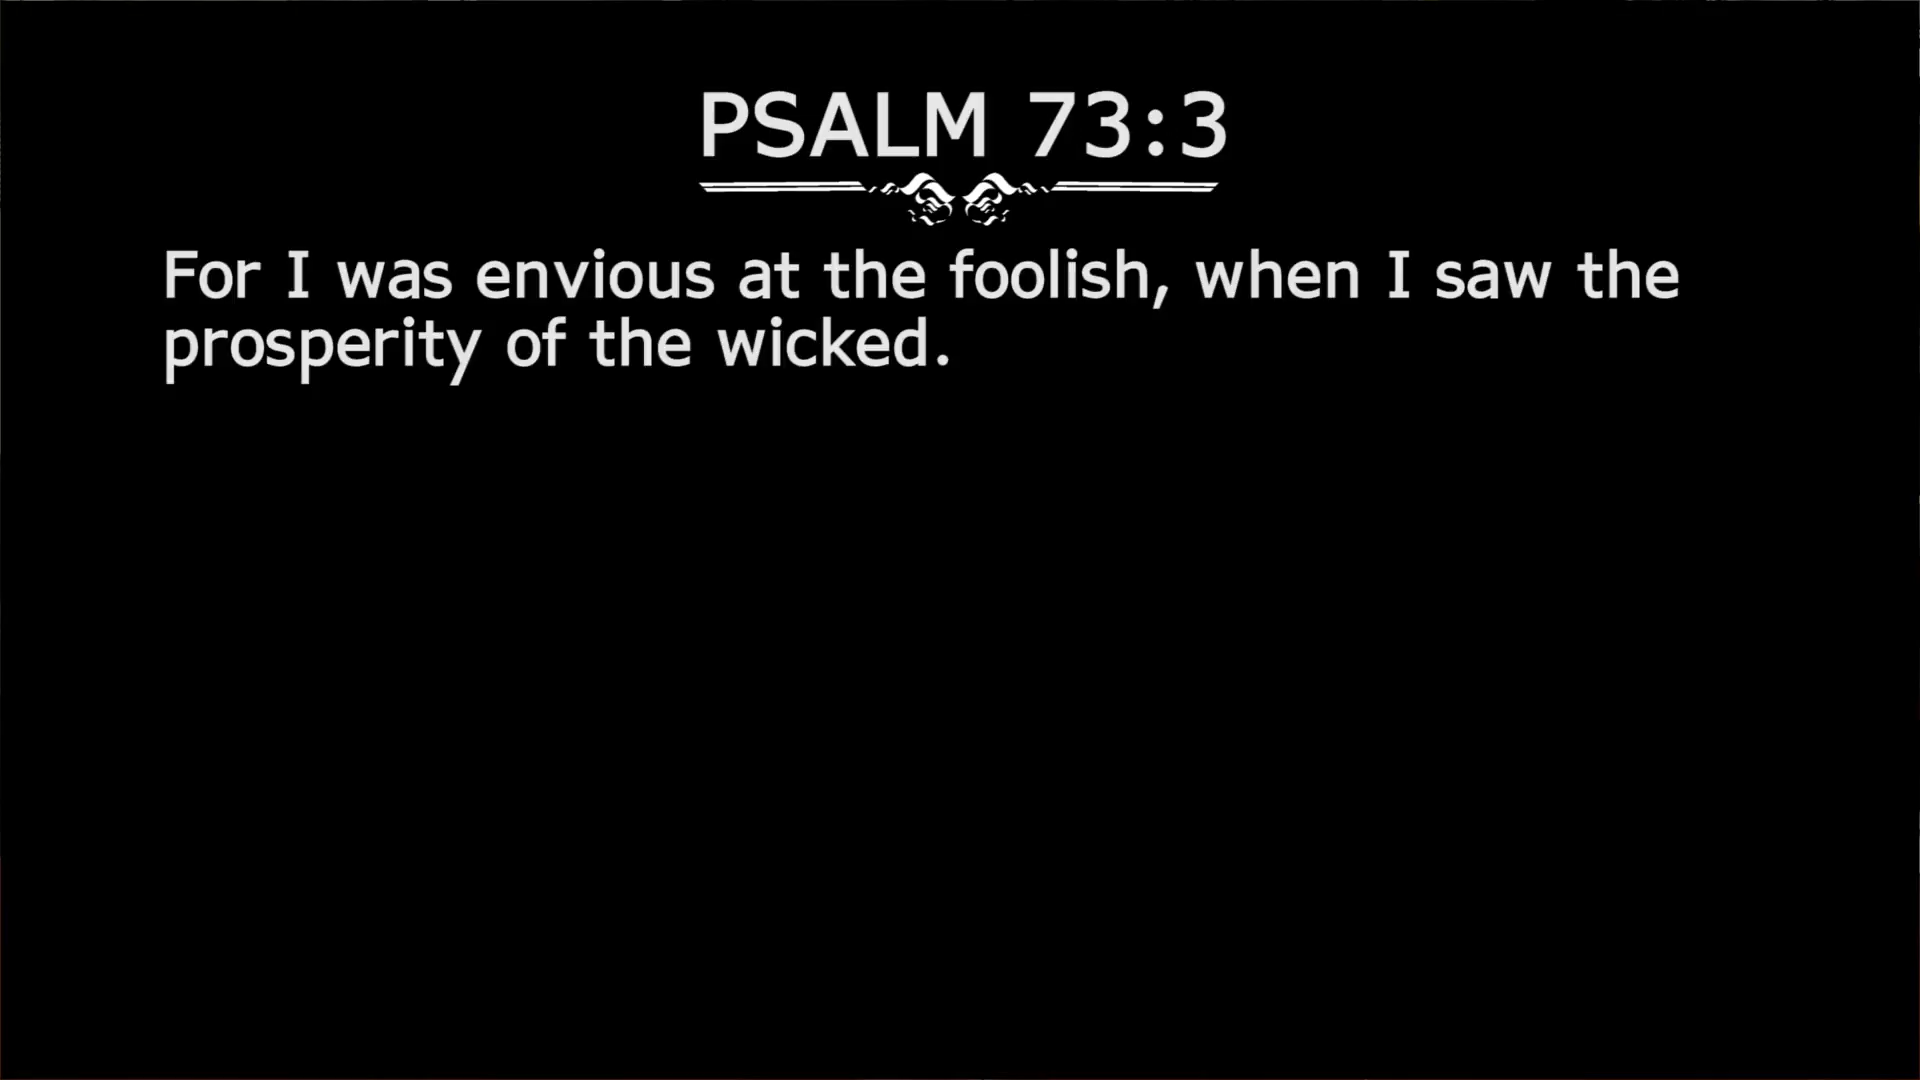 PSALM 73:3
For I was envious at the foolish, when I saw the
prosperity of the wicked.